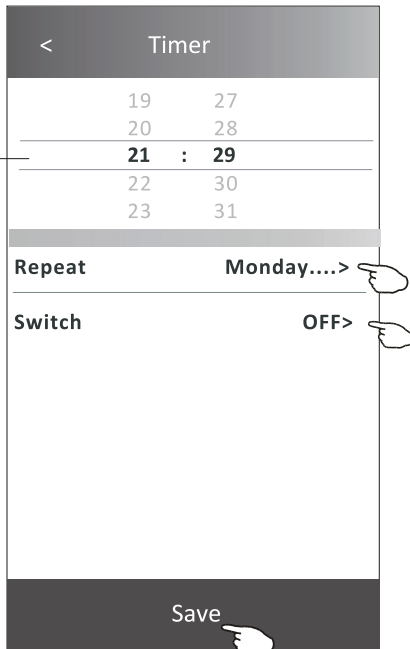 < Timer
19 27
20 28
21 : 29
22 30
23 31
Repeat Monday....>
Switch OFF>
Save